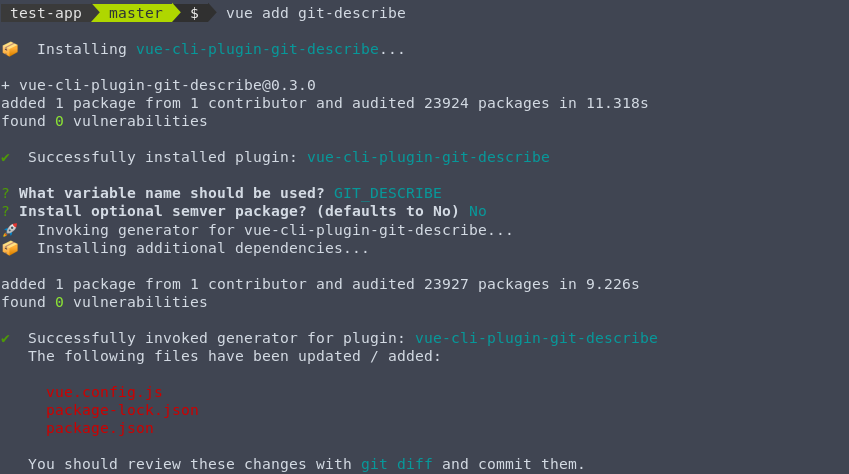 test-app master $ vue add git-describe
📦 Installing vue-cli-plugin-git-describe...
+ vue-cli-plugin-git-describe@0.3.0
added 1 package from 1 contributor and audited 23924 packages in 11.318s
found 0 vulnerabilities
✔ Successfully installed plugin: vue-cli-plugin-git-describe
? What variable name should be used? GIT_DESCRIBE
? Install optional semver package? (defaults to No) No
🚀 Invoking generator for vue-cli-plugin-git-describe...
📦 Installing additional dependencies...
added 1 package from 1 contributor and audited 23927 packages in 9.226s
found 0 vulnerabilities
✔ Successfully invoked generator for plugin: vue-cli-plugin-git-describe
The following files have been updated / added:
vue.config.js
package-lock.json
package.json
You should review these changes with git diff and commit them.